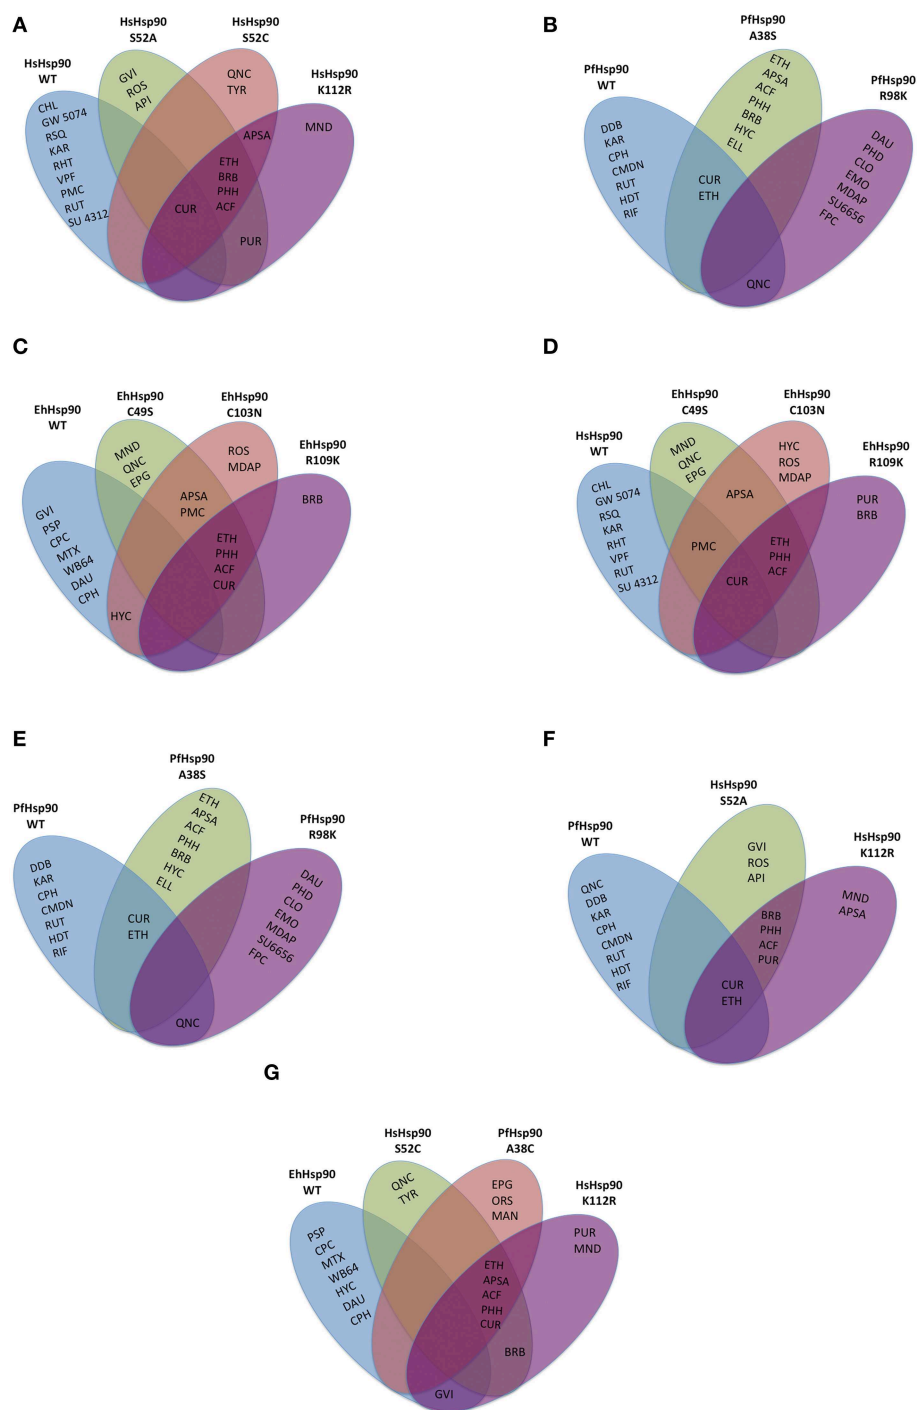 A
HsHsp90
WT
HsHsp90
S52A
HsHsp90
S52C
HsHsp90
K112R
CHL
GW 5074
RSQ
KAR
RHT
VPF
PMC
RUT
SU 4312
GVI
ROS
API
QNC
TYR
APSA
MND
ETH
BRB
PHH
ACF
CUR
PUR
B
PfHsp90
WT
PfHsp90
A38S
PfHsp90
R98K
DDB
KAR
CPH
CMDN
RUT
HDT
RIF
ETH
APSA
ACF
PHH
BRB
HYC
ELL
CUR
ETH
DAU
PHD
CLO
EMO
MDAP
SU6656
FPC
QNC
C
EhHsp90
WT
EhHsp90
C49S
EhHsp90
C103N
EhHsp90
R109K
GVI
PSP
CPC
MTX
WB64
DAU
CPH
MND
QNC
EPG
ROS
MDAP
APSA
PMC
BRB
ETH
PHH
ACF
CUR
HYC
D
HsHsp90
WT
EhHsp90
C49S
EhHsp90
C103N
EhHsp90
R109K
CHL
GW 5074
RSQ
KAR
RHT
VPF
RUT
SU 4312
MND
QNC
EPG
HYC
ROS
MDAP
APSA
PUR
BRB
PMC
ETH
PHH
ACF
CUR
E
PfHsp90
WT
PfHsp90
A38S
PfHsp90
R98K
DDB
KAR
CPH
CMDN
RUT
HDT
RIF
ETH
APSA
ACF
PHH
BRB
HYC
ELL
CUR
ETH
DAU
PHD
CLO
EMO
MDAP
SU6656
FPC
QNC
F
PfHsp90
WT
HsHsp90
S52A
HsHsp90
K112R
QNC
DDB
KAR
CPH
CMDN
RUT
HDT
RIF
GVI
ROS
API
MND
APSA
BRB
PHH
ACF
PUR
CUR
ETH
G
EhHsp90
WT
HsHsp90
S52C
PfHsp90
A38C
HsHsp90
K112R
PSP
CPC
MTX
WB64
HYC
DAU
CPH
QNC
TYR
EPG
ORS
MAN
PUR
MND
ETH
APSA
ACF
PHH
CUR
BRB
GVI